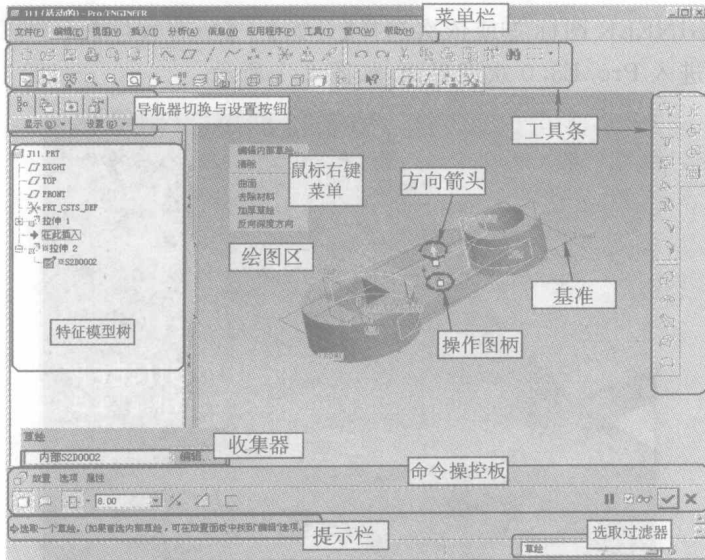 J11 (活动的) - Pro/ENGINEER
菜单栏
文件(F) 编辑(E) 视图(V) 插入(I) 分析(A) 信息(N) 应用程序(P) 工具(T) 窗口(W) 帮助(H)
导航器切换与设置按钮
显示(O) 设置(G)
工具条
J11.PRT
RIGHT
TOP
FRONT
PRT_CSYS_DEF
拉伸 1
在此插入
拉伸 2
S2D0002
特征模型树
编辑内部草绘
清除
曲面
去除材料
加厚草绘
反向深度方向
鼠标右键
菜单
方向箭头
绘图区
基准
操作图柄
草绘
收集器
内部S2D0002 编辑
命令操控板
放置 选项 属性
8.00
选取一个草绘。(如果首选内部草绘，可在放置面板中找到"编辑"选项。
提示栏
选取过滤器
草绘